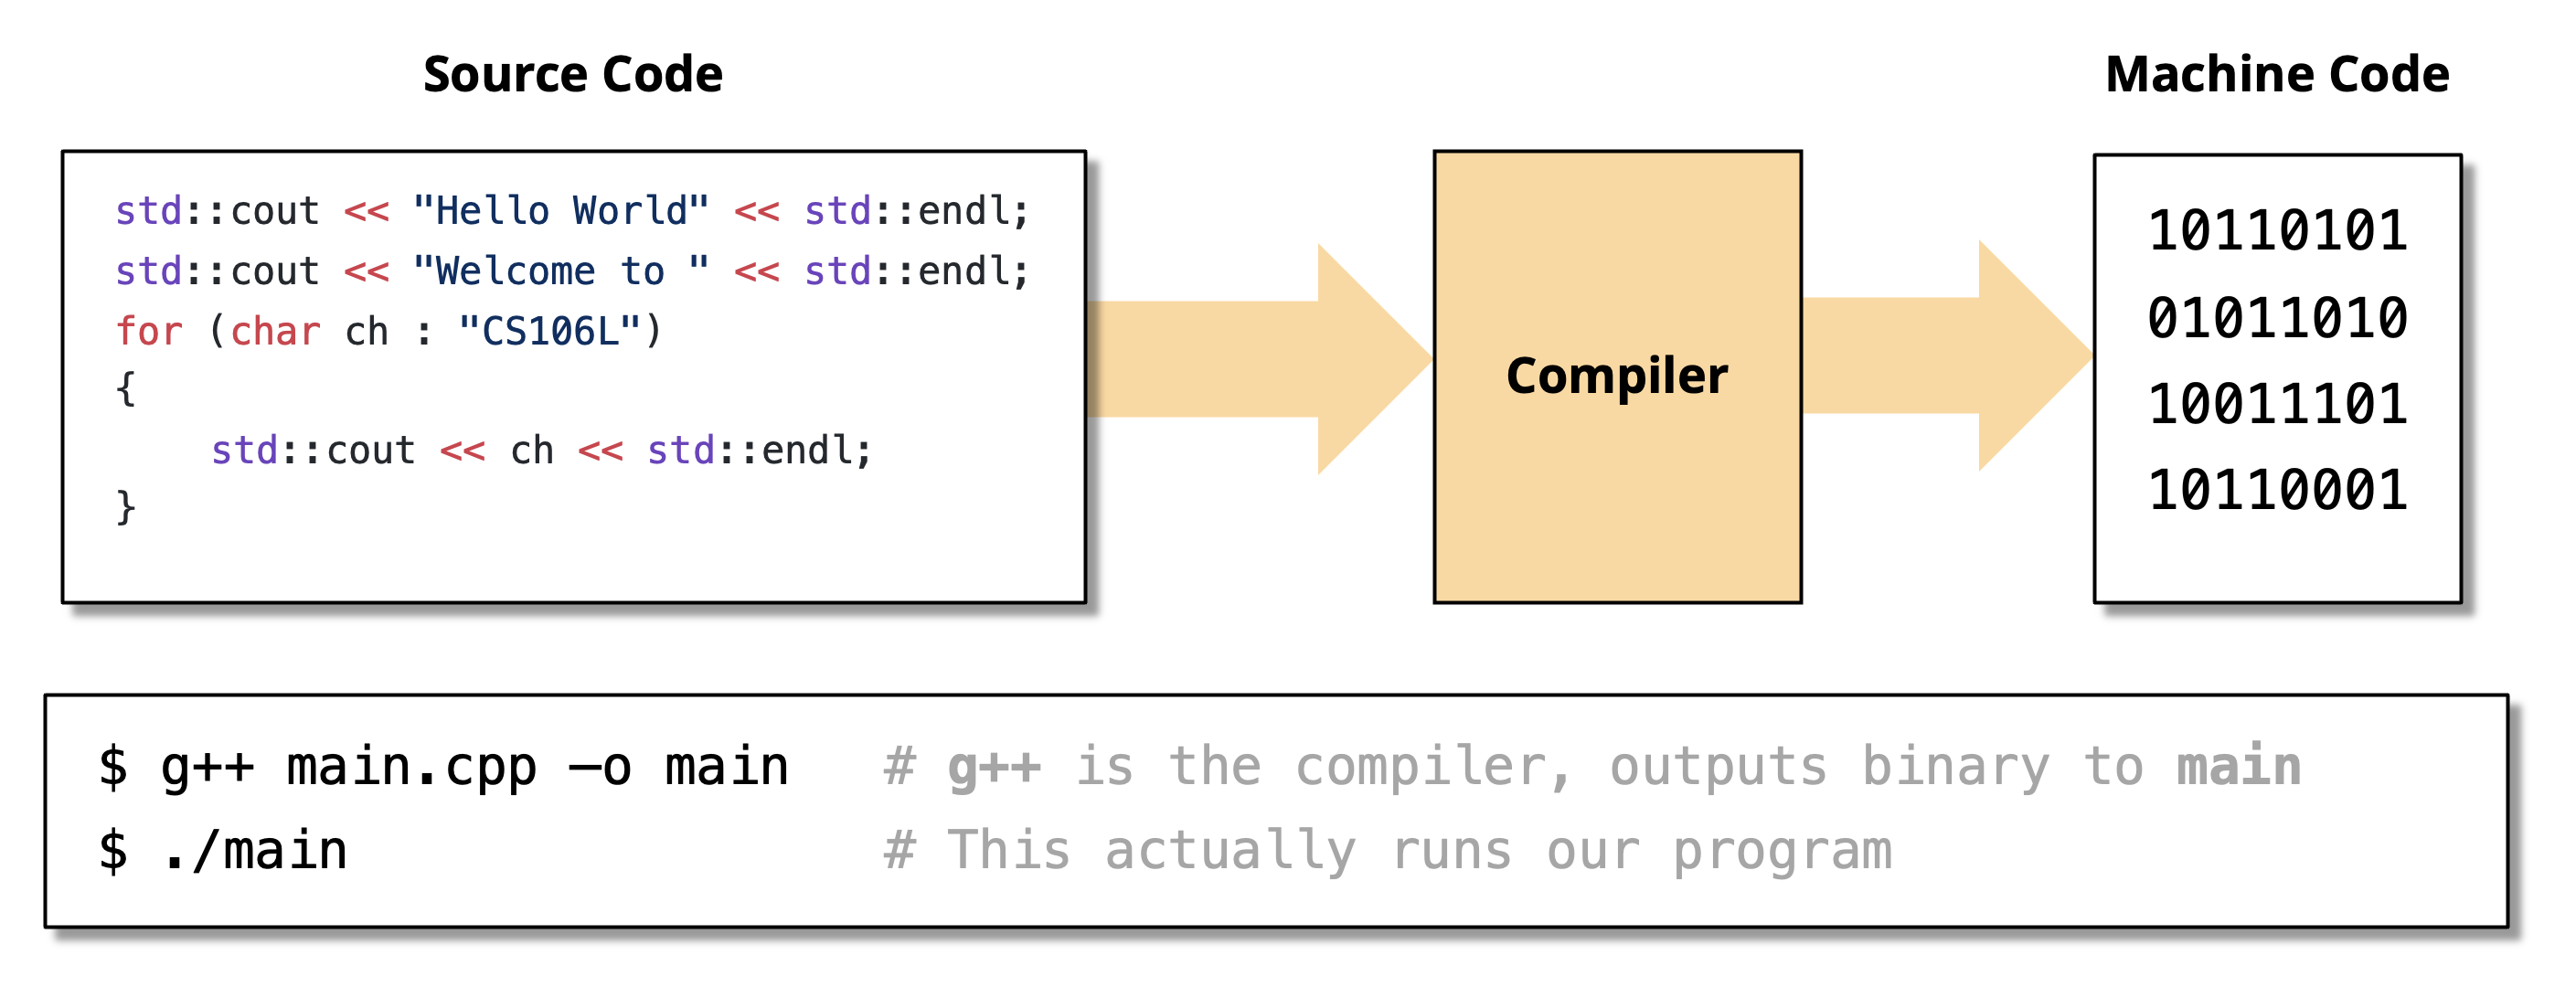 Source Code
std::cout << "Hello World" << std::endl;
std::cout << "Welcome to " << std::endl;
for (char ch : "CS106L")
{
    std::cout << ch << std::endl;
}
Compiler
Machine Code
10110101
01011010
10011101
10110001
$ g++ main.cpp –o main   # g++ is the compiler, outputs binary to main
$ ./main                 # This actually runs our program